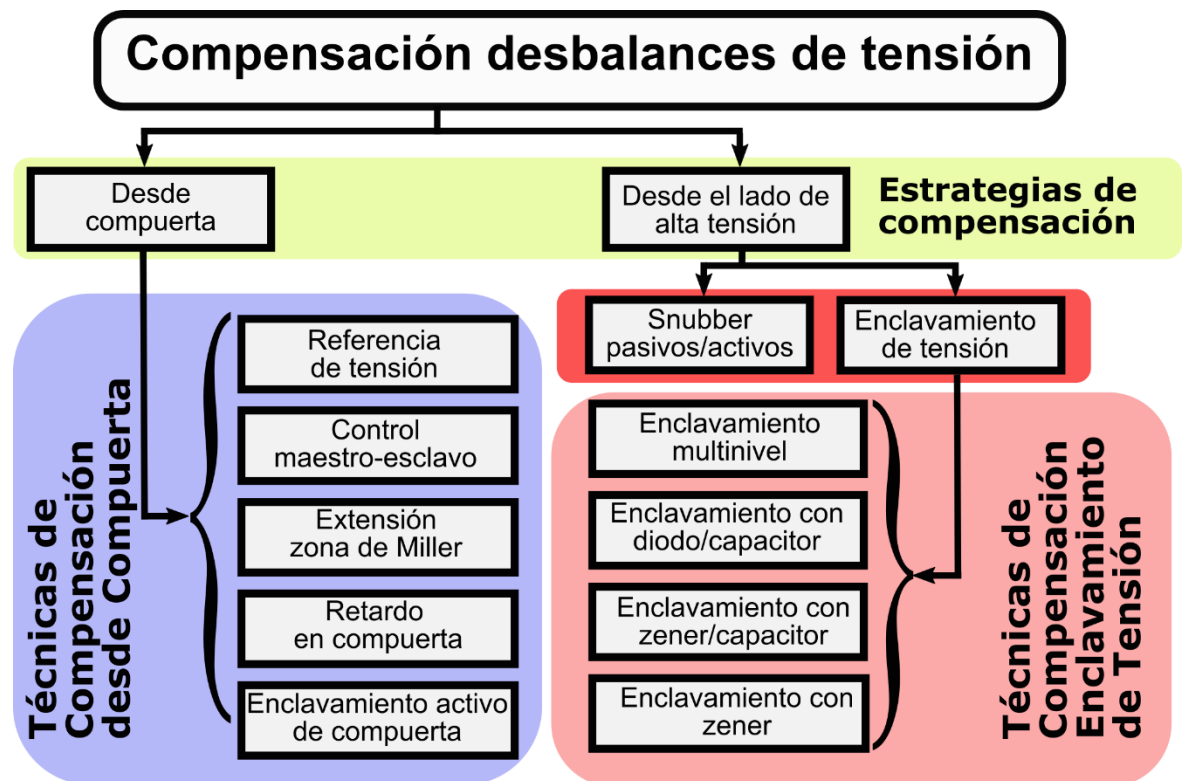 Compensación desbalances de tensión
Desde
compuerta
Desde el lado de
alta tensión
Estrategias de
compensación
Snubber
pasivos/activos
Enclavamiento
de tensión
Técnicas de
Compensación
desde Compuerta
Referencia
de tensión
Control
maestro-esclavo
Extensión
zona de Miller
Retardo
en compuerta
Enclavamiento activo
de compuerta
Enclavamiento
multinivel
Enclavamiento con
diodo/capacitor
Enclavamiento con
zener/capacitor
Enclavamiento con
zener
Técnicas de
Compensación
Enclavamiento
de Tensión